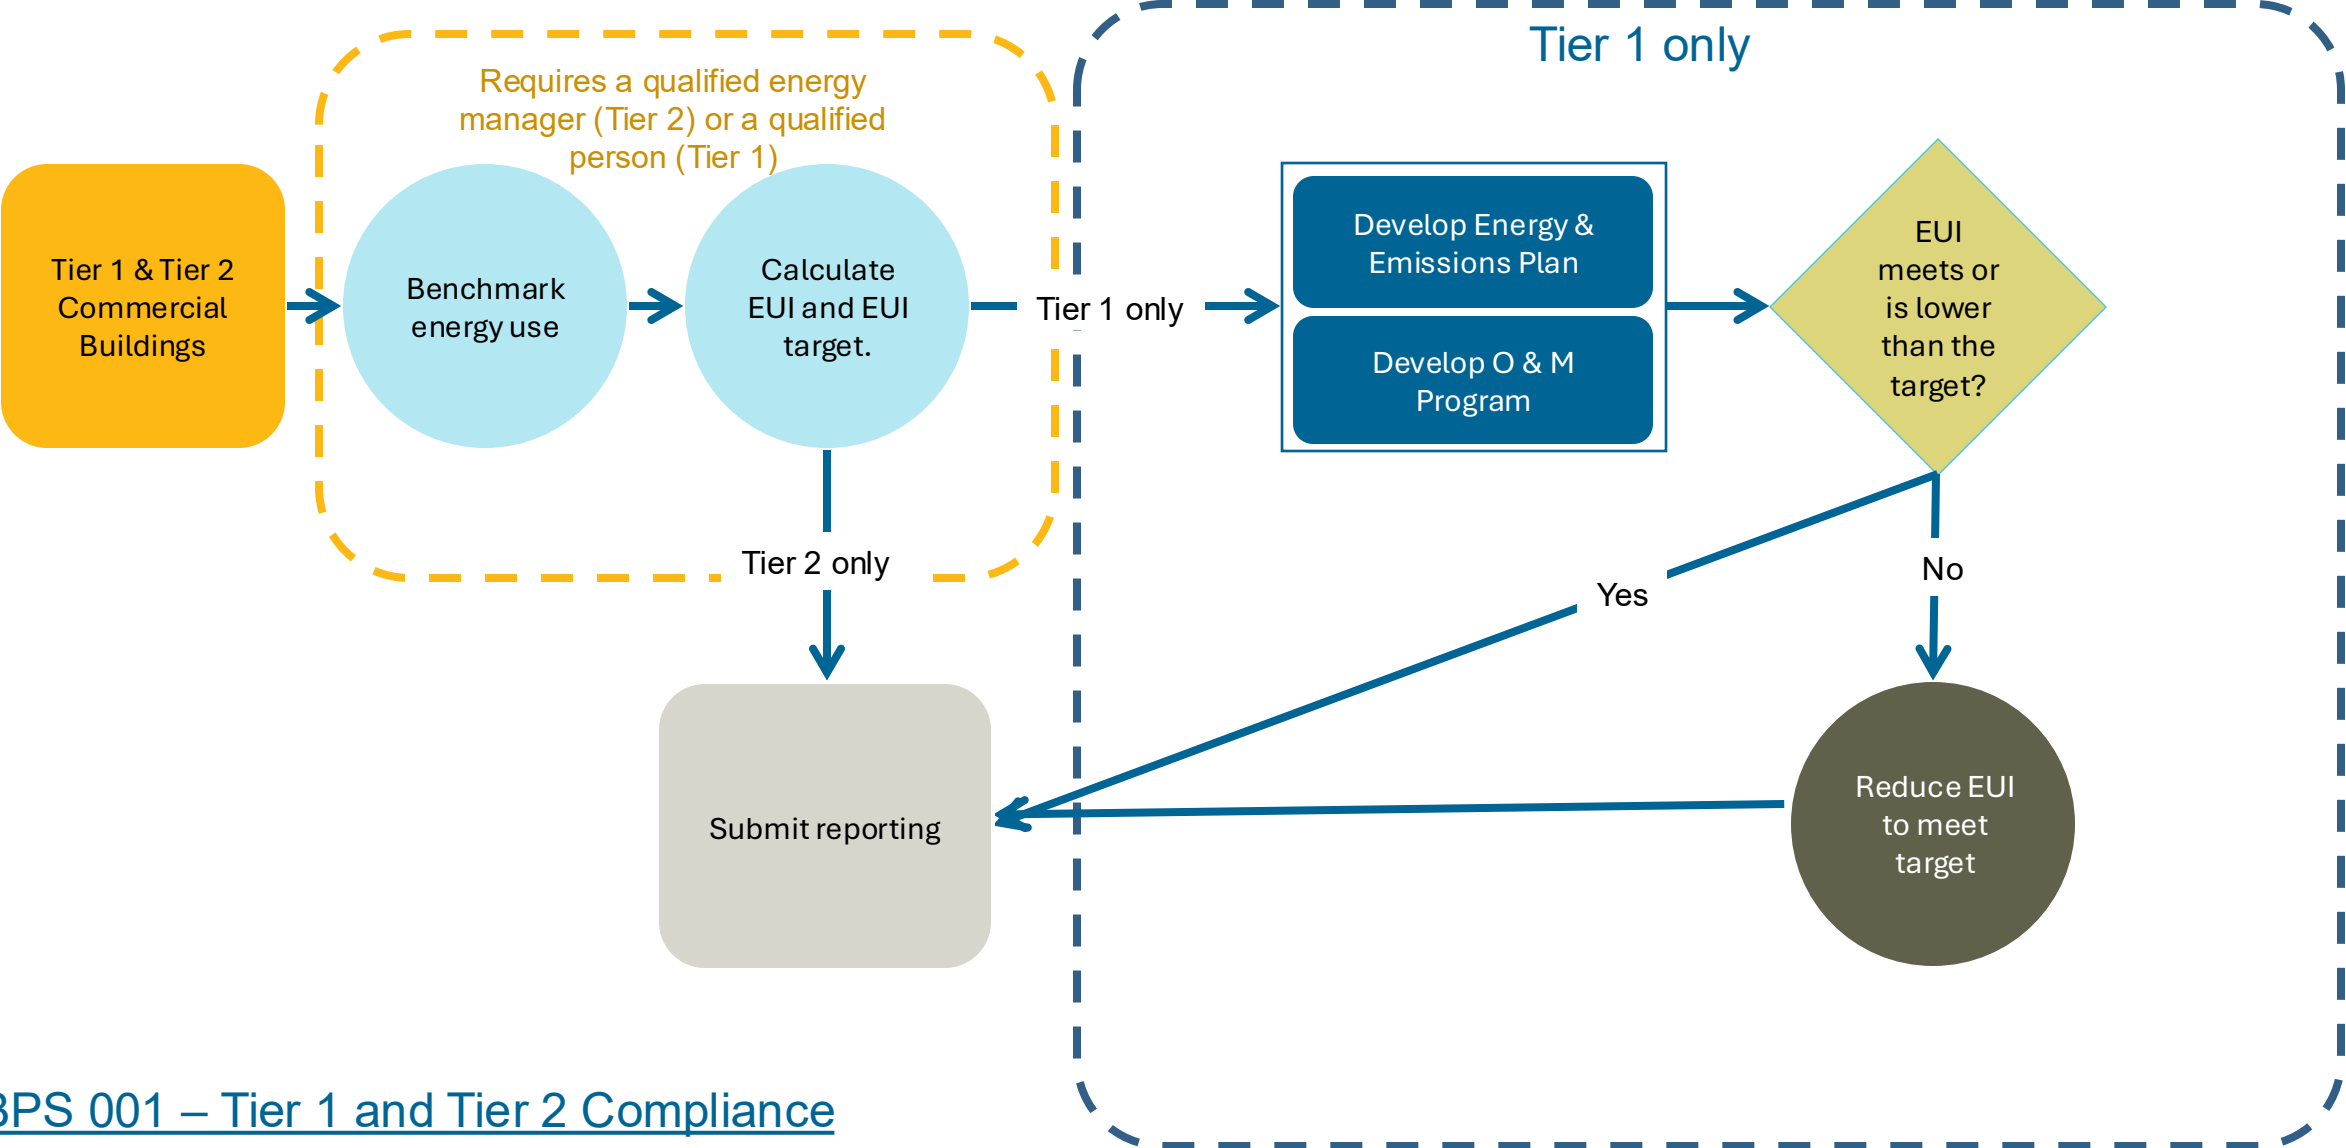 Tier 1 only
Requires a qualified energy
manager (Tier 2) or a qualified
person (Tier 1)
Tier 1 & Tier 2
Commercial
Buildings
Benchmark
energy use
Calculate
EUI and EUI
target.
Tier 1 only
Develop Energy &
Emissions Plan
Develop O & M
Program
EUI
meets or
is lower
than the
target?
Tier 2 only
Yes
No
Submit reporting
Reduce EUI
to meet
target
BPS 001 – Tier 1 and Tier 2 Compliance